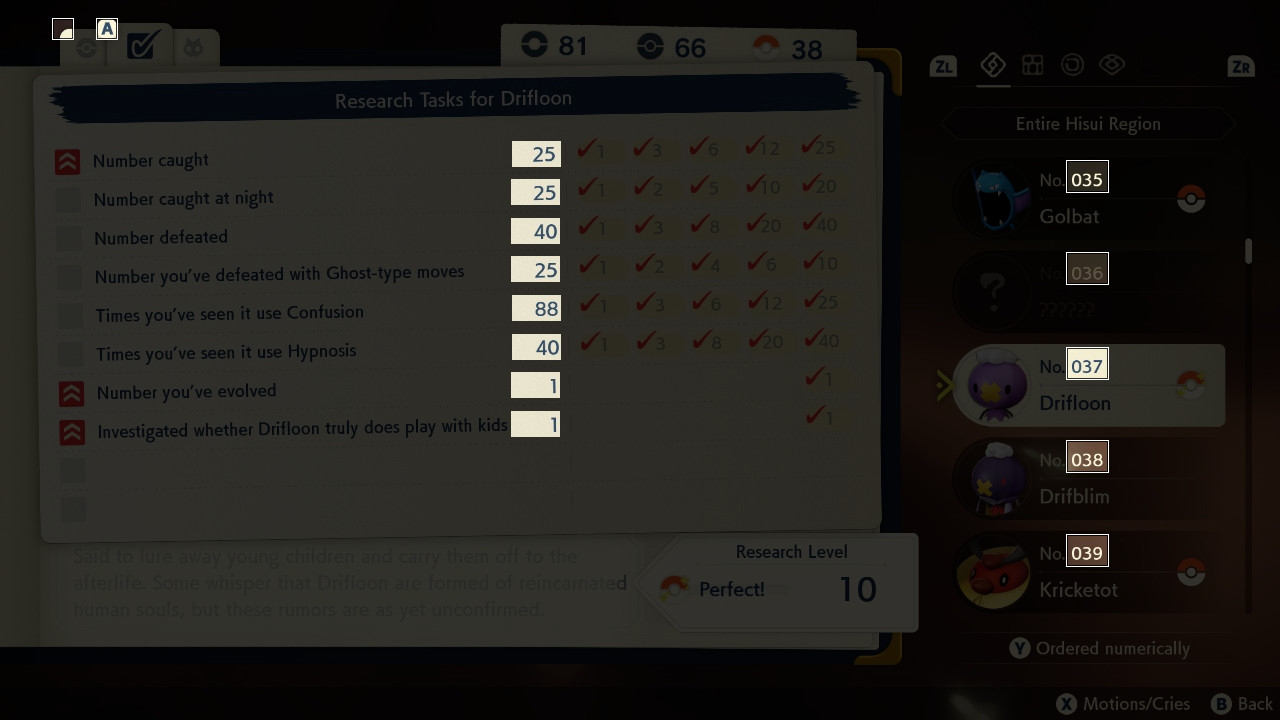 A
81 66 38
ZL ZR
Research Tasks for Drifloon
Number caught 25 1 3 6 12 25
Number caught at night 25 1 2 5 10 20
Number defeated 40 1 3 8 20 40
Number you've defeated with Ghost-type moves 25 1 2 4 6 10
Times you've seen it use Confusion 88 1 3 6 12 25
Times you've seen it use Hypnosis 40 1 3 8 20 40
Number you've evolved 1 1
Investigated whether Drifloon truly does play with kids 1 1
Said to lure away young children and carry them off to the
afterlife. Some whisper that Drifloon are formed of reincarnated
human souls, but these rumors are as yet unconfirmed.
Research Level
Perfect! 10
Entire Hisui Region
No. 035
Golbat
No. 036
??????
No. 037
Drifloon
No. 038
Drifblim
No. 039
Kricketot
Y Ordered numerically
X Motions/Cries B Back